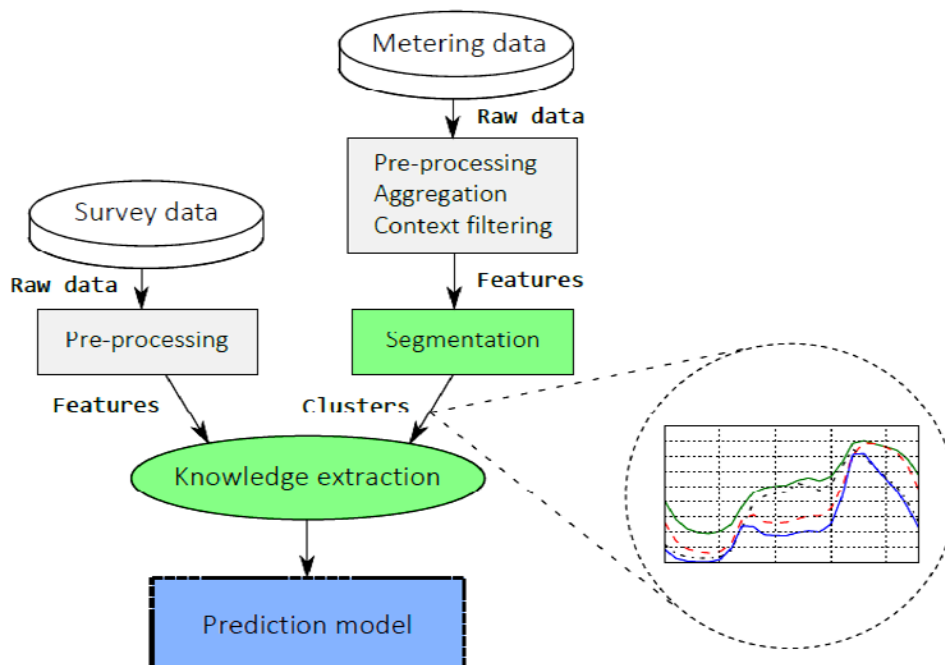 Metering data
Raw data
Pre-processing
Aggregation
Context filtering
Survey data
Raw data
Features
Pre-processing
Segmentation
Features
Clusters
Knowledge extraction
Prediction model